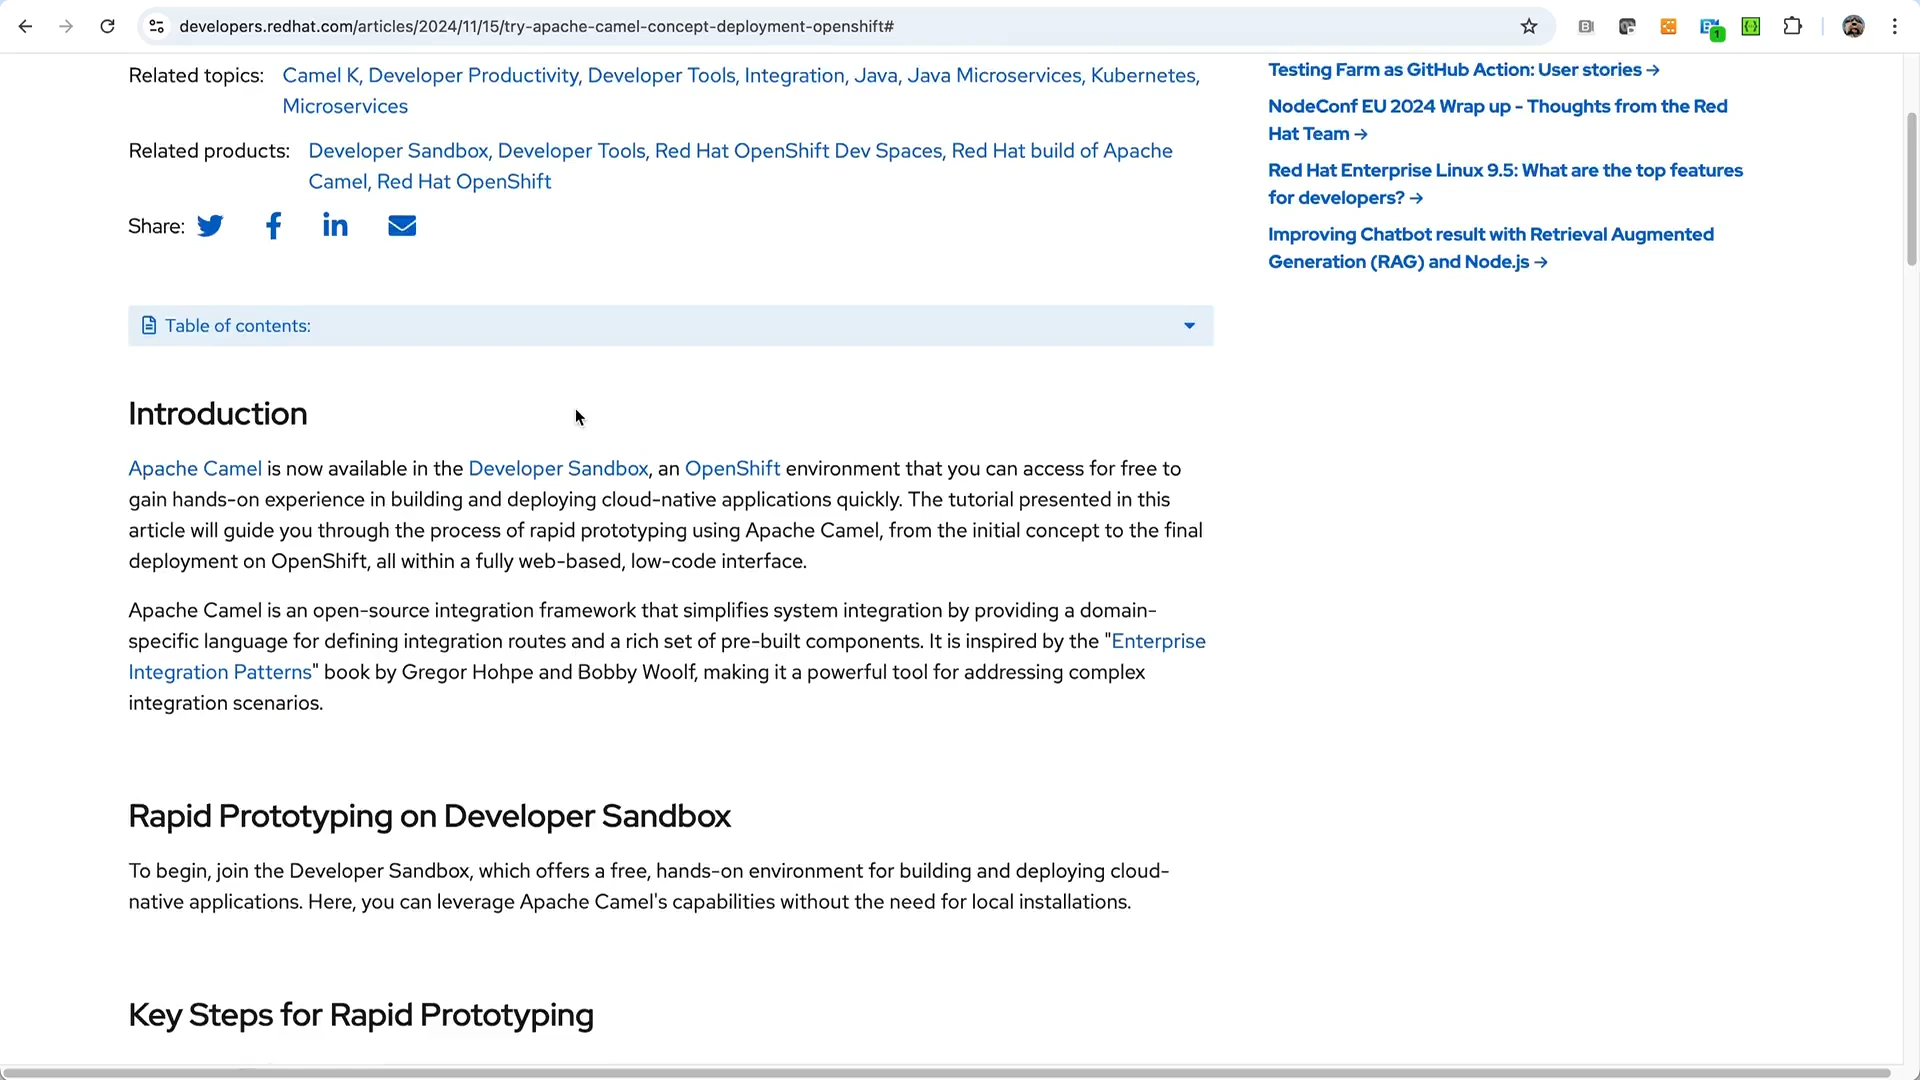 developers.redhat.com/articles/2024/11/15/try-apache-camel-concept-deployment-openshift#
1
Related topics: Camel K, Developer Productivity, Developer Tools, Integration, Java, Java Microservices, Kubernetes,
Microservices
Related products: Developer Sandbox, Developer Tools, Red Hat OpenShift Dev Spaces, Red Hat build of Apache
Camel, Red Hat OpenShift
Share:
Table of contents:
Introduction
Apache Camel is now available in the Developer Sandbox, an OpenShift environment that you can access for free to
gain hands-on experience in building and deploying cloud-native applications quickly. The tutorial presented in this
article will guide you through the process of rapid prototyping using Apache Camel, from the initial concept to the final
deployment on OpenShift, all within a fully web-based, low-code interface.
Apache Camel is an open-source integration framework that simplifies system integration by providing a domain-
specific language for defining integration routes and a rich set of pre-built components. It is inspired by the "Enterprise
Integration Patterns" book by Gregor Hohpe and Bobby Woolf, making it a powerful tool for addressing complex
integration scenarios.
Rapid Prototyping on Developer Sandbox
To begin, join the Developer Sandbox, which offers a free, hands-on environment for building and deploying cloud-
native applications. Here, you can leverage Apache Camel's capabilities without the need for local installations.
Key Steps for Rapid Prototyping
Testing Farm as GitHub Action: User stories →
NodeConf EU 2024 Wrap up - Thoughts from the Red
Hat Team →
Red Hat Enterprise Linux 9.5: What are the top features
for developers? →
Improving Chatbot result with Retrieval Augmented
Generation (RAG) and Node.js →